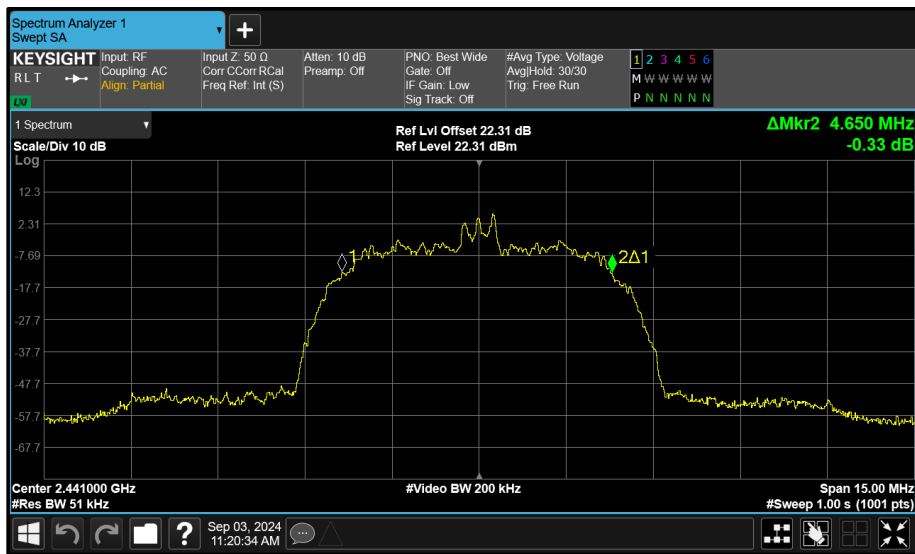 Spectrum Analyzer 1
Swept SA
+
KEYSIGHT
R L T
LXI
Input: RF
Coupling: AC
Align: Partial
Input Z: 50 Ω
Corr CCorr RCal
Freq Ref: Int (S)
Atten: 10 dB
Preamp: Off
PNO: Best Wide
Gate: Off
IF Gain: Low
Sig Track: Off
#Avg Type: Voltage
Avg|Hold: 30/30
Trig: Free Run
1 2 3 4 5 6
M W W W W W
P N N N N N
1 Spectrum
Scale/Div 10 dB
Ref Lvl Offset 22.31 dB
Ref Level 22.31 dBm
ΔMkr2 4.650 MHz
-0.33 dB
Log
12.3
2.31
-7.69
-17.7
-27.7
-37.7
-47.7
-57.7
-67.7
1
2Δ1
Center 2.441000 GHz
#Video BW 200 kHz
Span 15.00 MHz
#Res BW 51 kHz
#Sweep 1.00 s (1001 pts)
?
Sep 03, 2024
11:20:34 AM